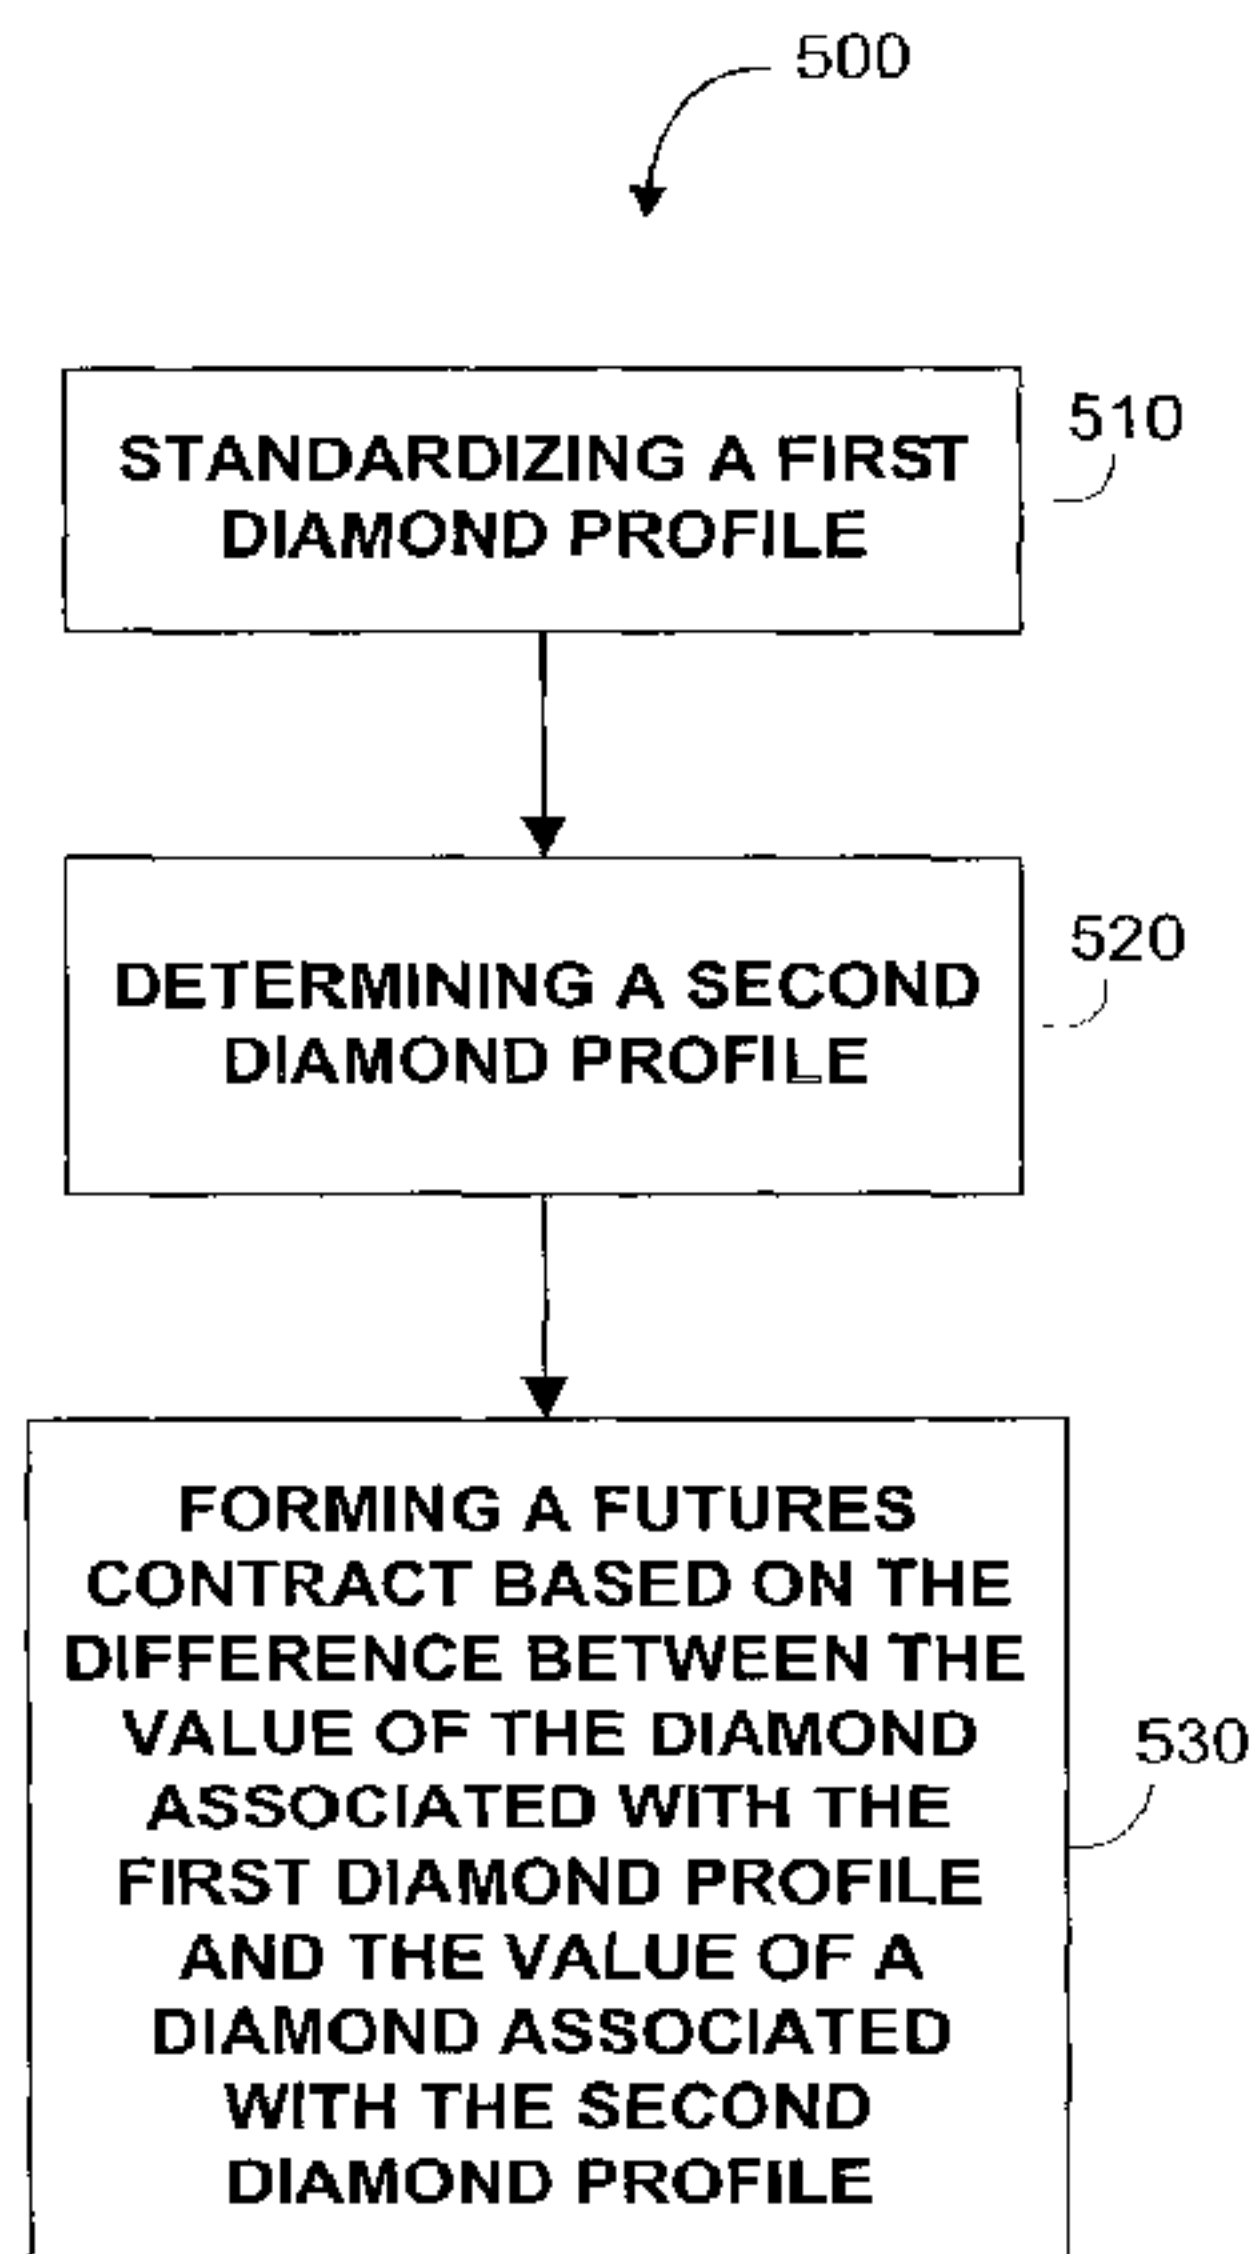 500
STANDARDIZING A FIRST
DIAMOND PROFILE
510
DETERMINING A SECOND
DIAMOND PROFILE
520
FORMING A FUTURES
CONTRACT BASED ON THE
DIFFERENCE BETWEEN THE
VALUE OF THE DIAMOND
ASSOCIATED WITH THE
FIRST DIAMOND PROFILE
AND THE VALUE OF A
DIAMOND ASSOCIATED
WITH THE SECOND
DIAMOND PROFILE
530